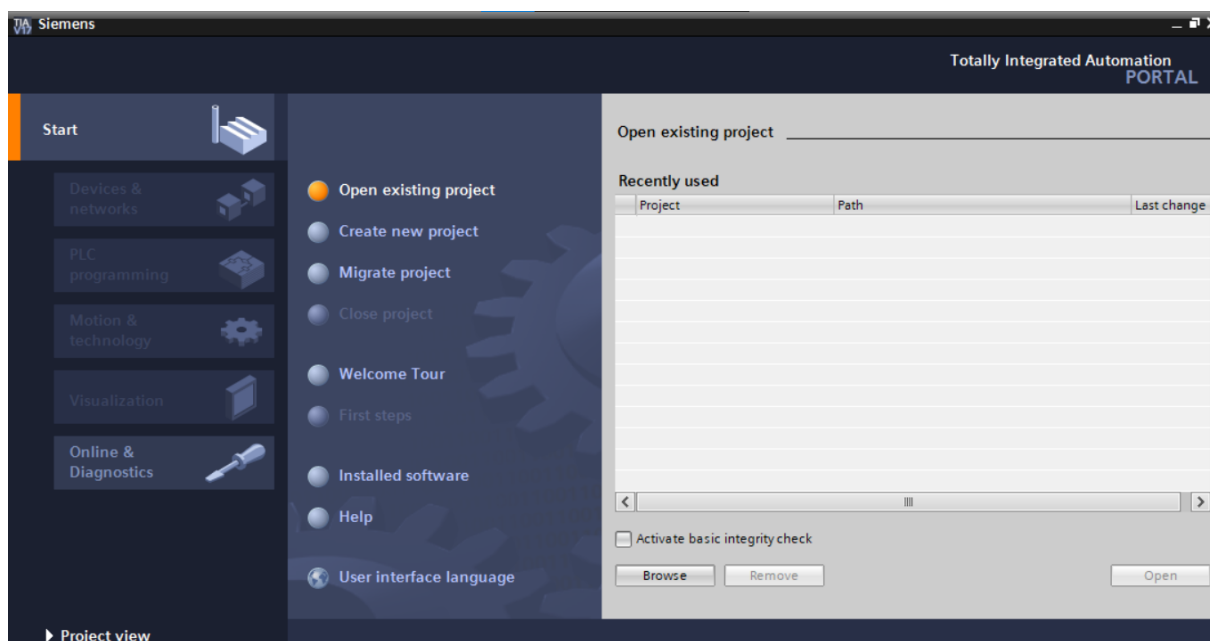 TIA
V17
Siemens
Totally Integrated Automation
PORTAL
Start
Devices &
networks
PLC
programming
Motion &
technology
Visualization
Online &
Diagnostics
Open existing project
Create new project
Migrate project
Close project
Welcome Tour
First steps
Installed software
Help
User interface language
Open existing project
Recently used
Project Path Last change
Activate basic integrity check
Browse Remove Open
Project view